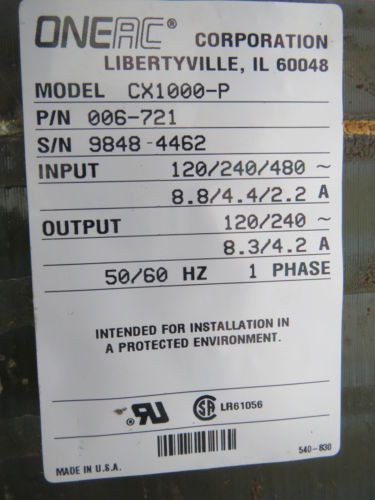 ONEAC® CORPORATION
LIBERTYVILLE, IL 60048
MODEL CX1000-P
P/N 006-721
S/N 9848-4462
INPUT 120/240/480 ~
8.8/4.4/2.2 A
OUTPUT 120/240 ~
8.3/4.2 A
50/60 HZ 1 PHASE
INTENDED FOR INSTALLATION IN
A PROTECTED ENVIRONMENT.
RU ® SA ® LR61056
540-830
MADE IN U.S.A.